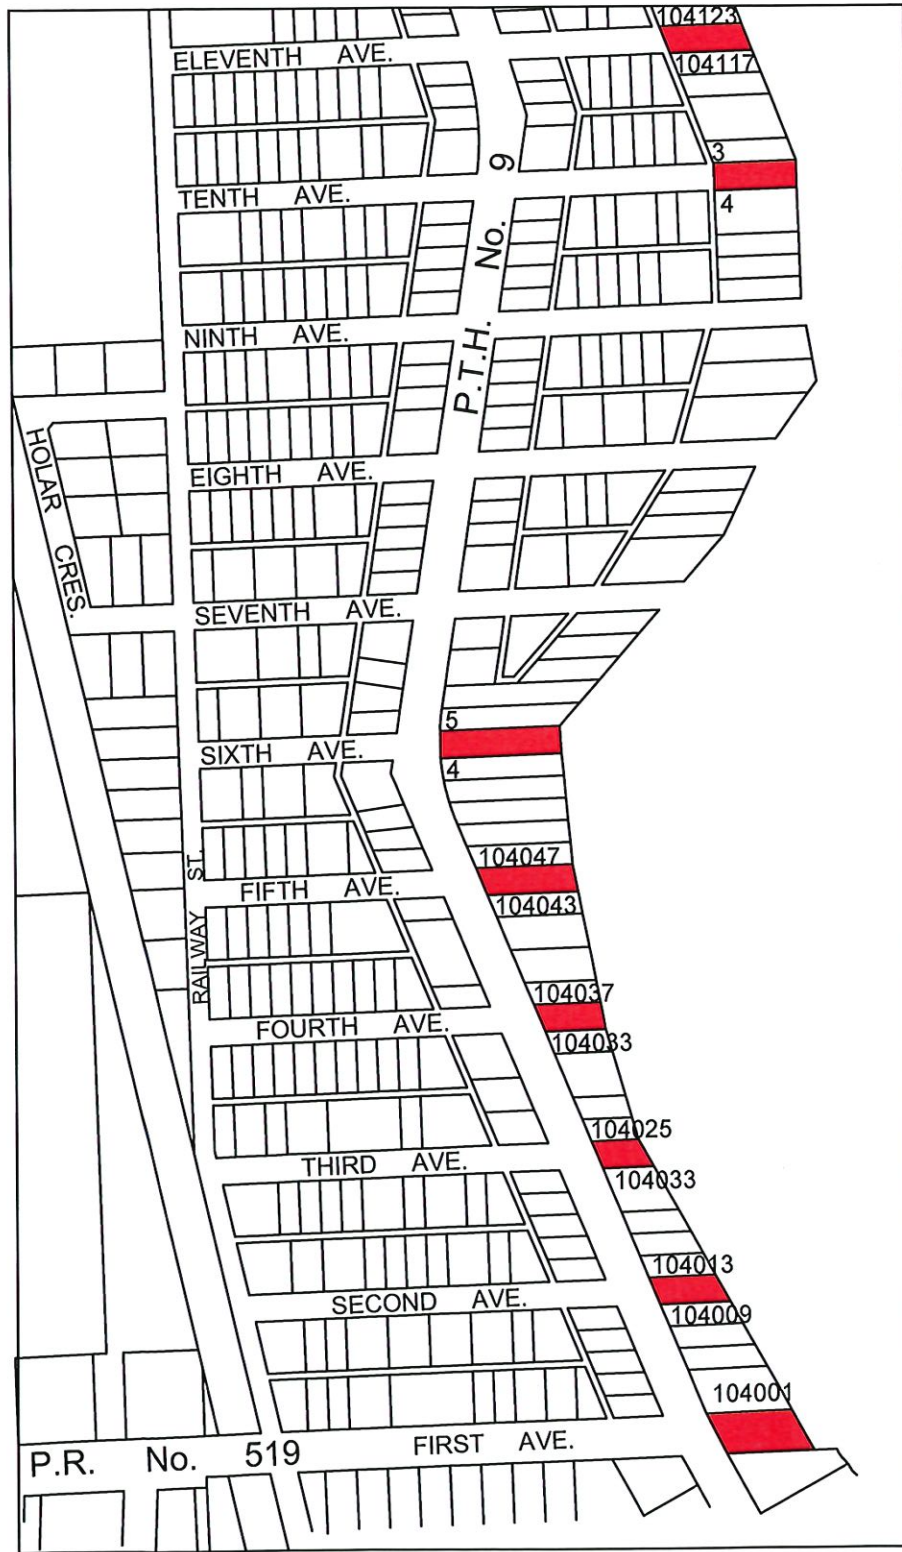 104123
ELEVENTH AVE.
104117
3
P.T.H. No. 9
TENTH AVE.
4
NINTH AVE.
HOLAR CRES.
EIGHTH AVE.
SEVENTH AVE.
5
SIXTH AVE.
4
104047
RAILWAY ST.
FIFTH AVE.
104043
104037
FOURTH AVE.
104033
104025
THIRD AVE.
104033
104013
SECOND AVE.
104009
104001
P.R. No. 519
FIRST AVE.